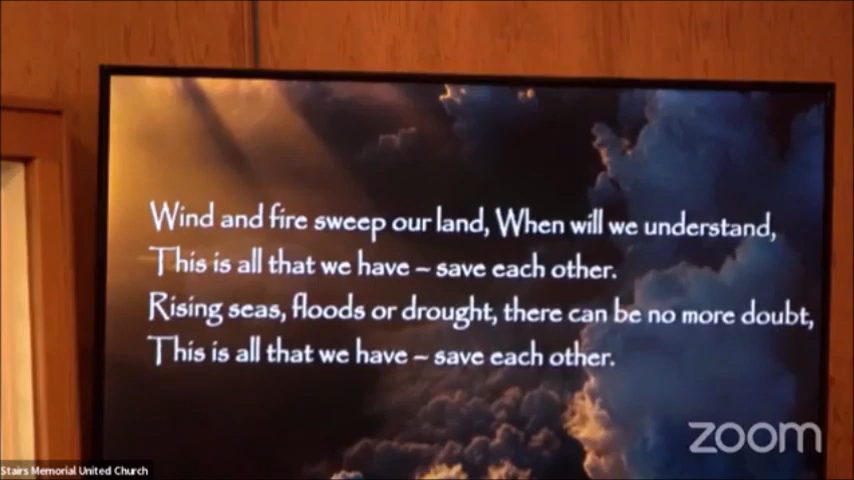 Wind and fire sweep our land, When will we understand,
This is all that we have ~ save each other.
Rising seas, floods or drought, there can be no more doubt,
This is all that we have ~ save each other.
zoom
Stairs Memorial United Church